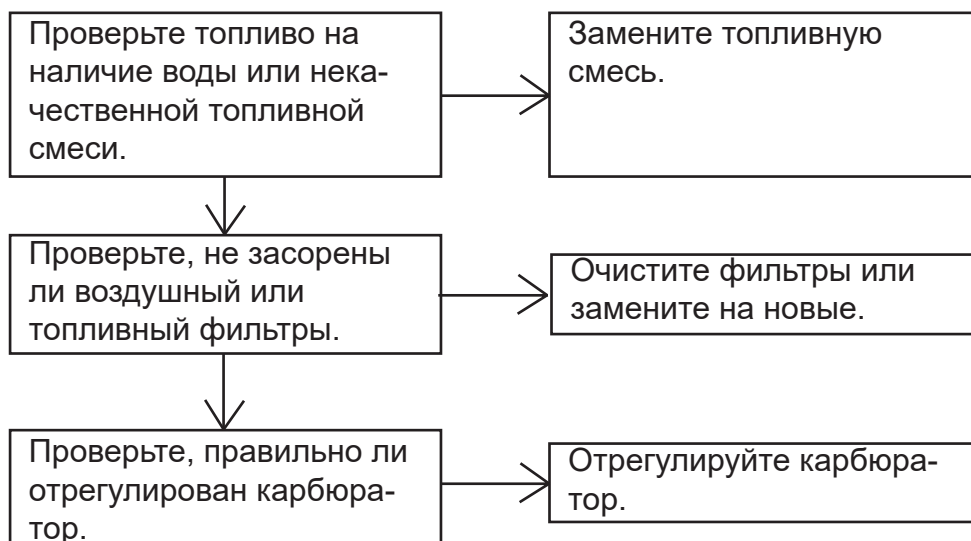 Проверьте топливо на
наличие воды или нека-
чественной топливной
смеси.
Замените топливную
смесь.
Проверьте, не засорены
ли воздушный или
топливный фильтры.
Очистите фильтры или
замените на новые.
Проверьте, правильно ли
отрегулирован карбюра-
тор.
Отрегулируйте карбюра-
тор.